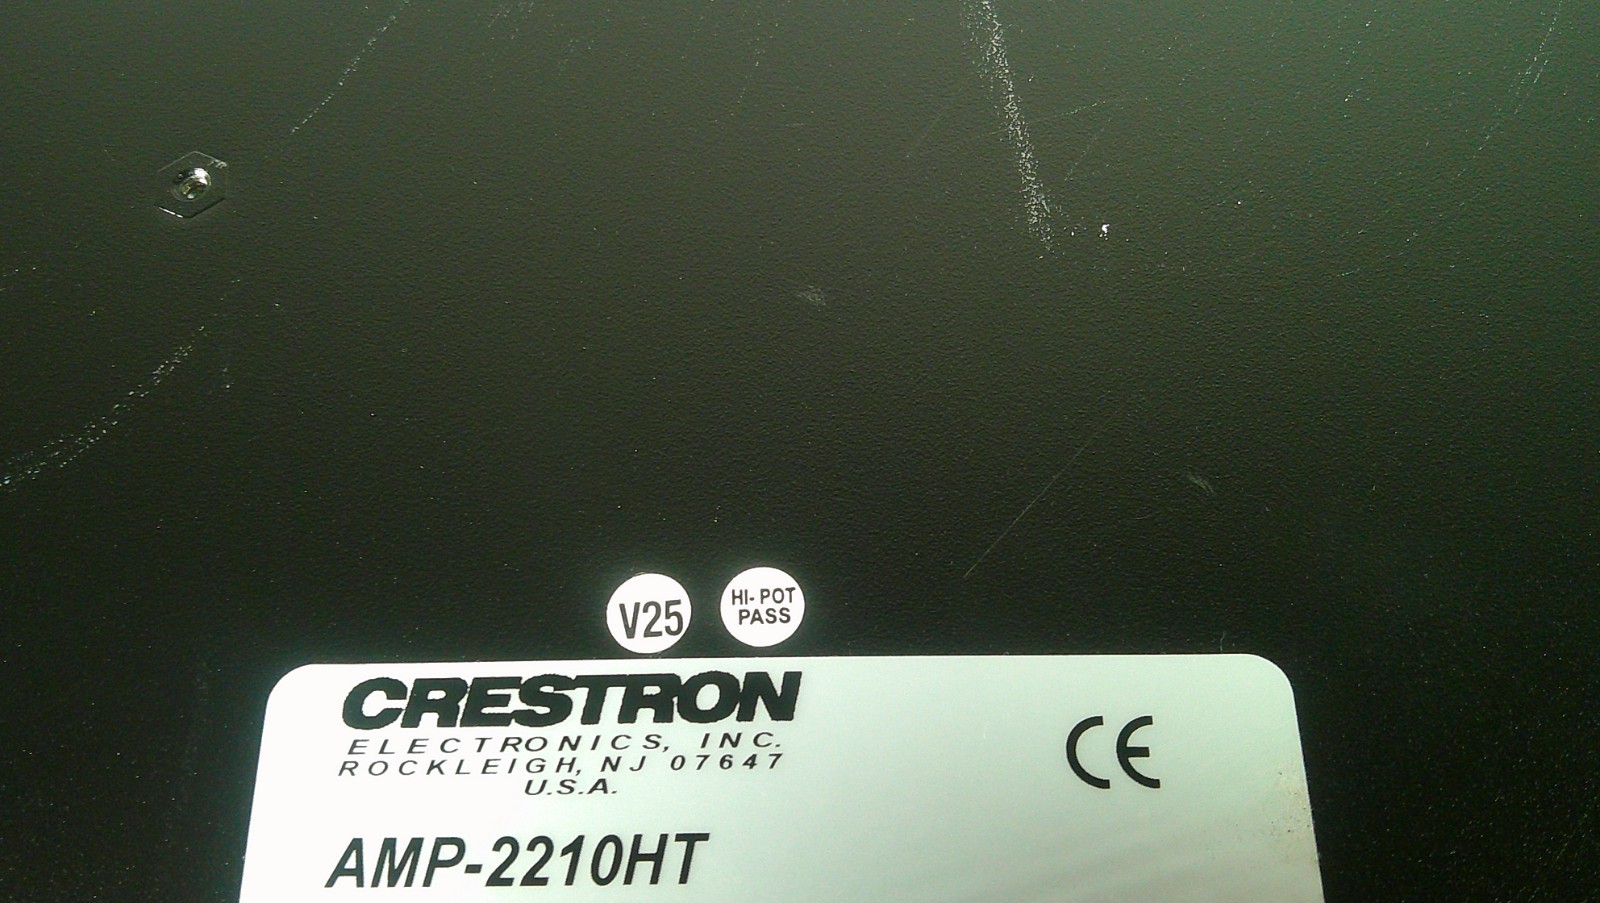 V25
HI-POT
PASS
CRESTRON
ELECTRONICS, INC.
ROCKLEIGH, NJ 07647
U.S.A.
CE
AMP-2210HT